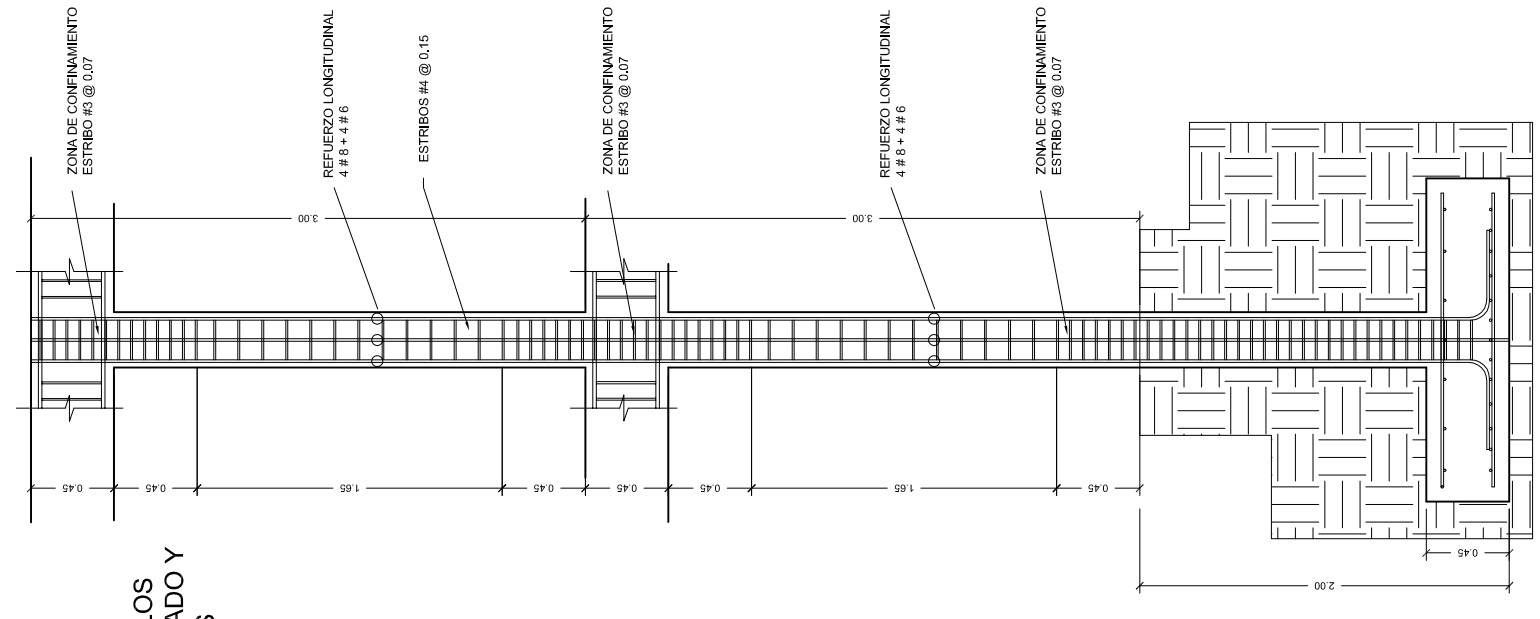 ZONA DE CONFINAMIENTO
ESTRIBO #3 @ 0.07
REFUERZO LONGITUDINAL
4 # 8 + 4 # 6
ESTRIBOS #4 @ 0.15
ZONA DE CONFINAMIENTO
ESTRIBO #3 @ 0.07
REFUERZO LONGITUDINAL
4 # 8 + 4 # 6
ZONA DE CONFINAMIENTO
ESTRIBO #3 @ 0.07
3.00
3.00
0.45
0.45
1.65
0.45
0.45
0.45
1.65
0.45
0.45
2.00
LOS
ADO Y
S